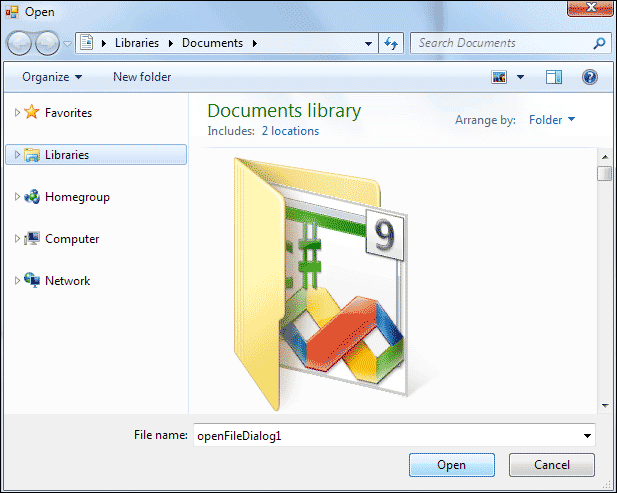 Open
Libraries Documents Search Documents
Organize New folder
Favorites
Libraries
Homegroup
Computer
Network
Documents library
Includes: 2 locations
Arrange by: Folder
9
File name: openFileDialog1
Open Cancel